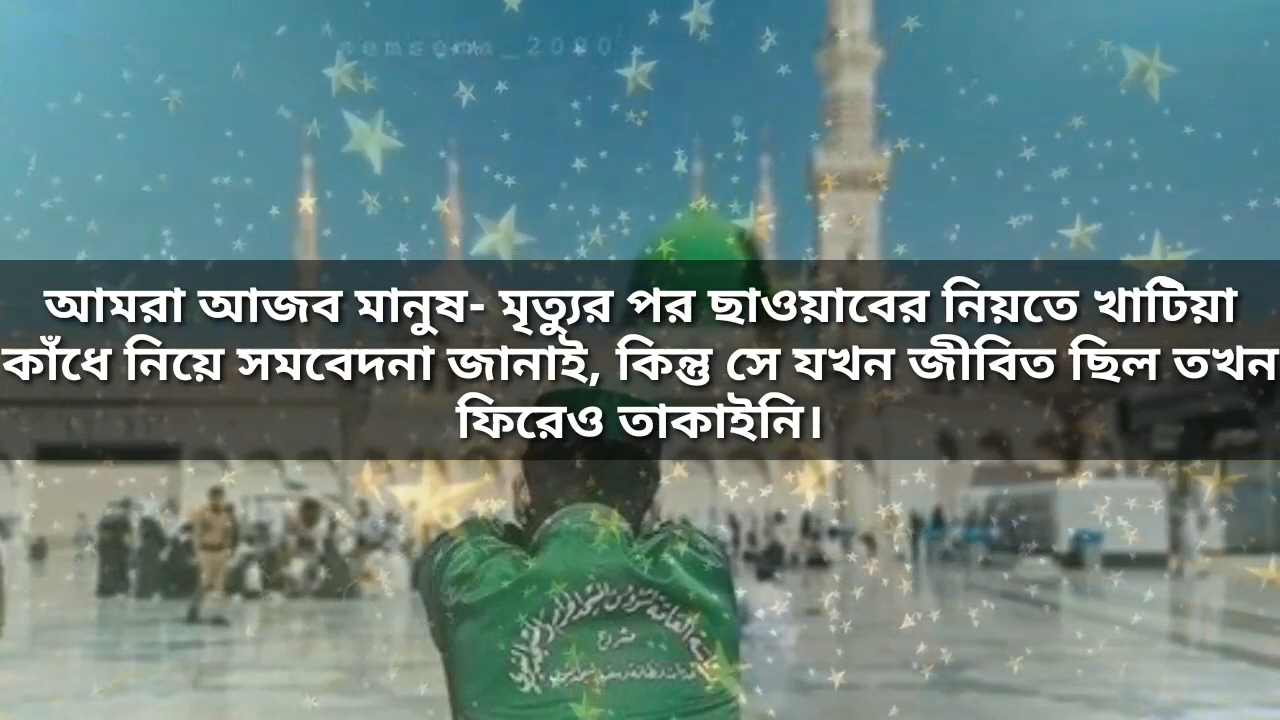 আমরা আজব মানুষ- মৃত্যুর পর ছাওয়াবের নিয়তে খাটিয়া
কাঁধে নিয়ে সমবেদনা জানাই, কিন্তু সে যখন জীবিত ছিল তখন
ফিরেও তাকাইনি।